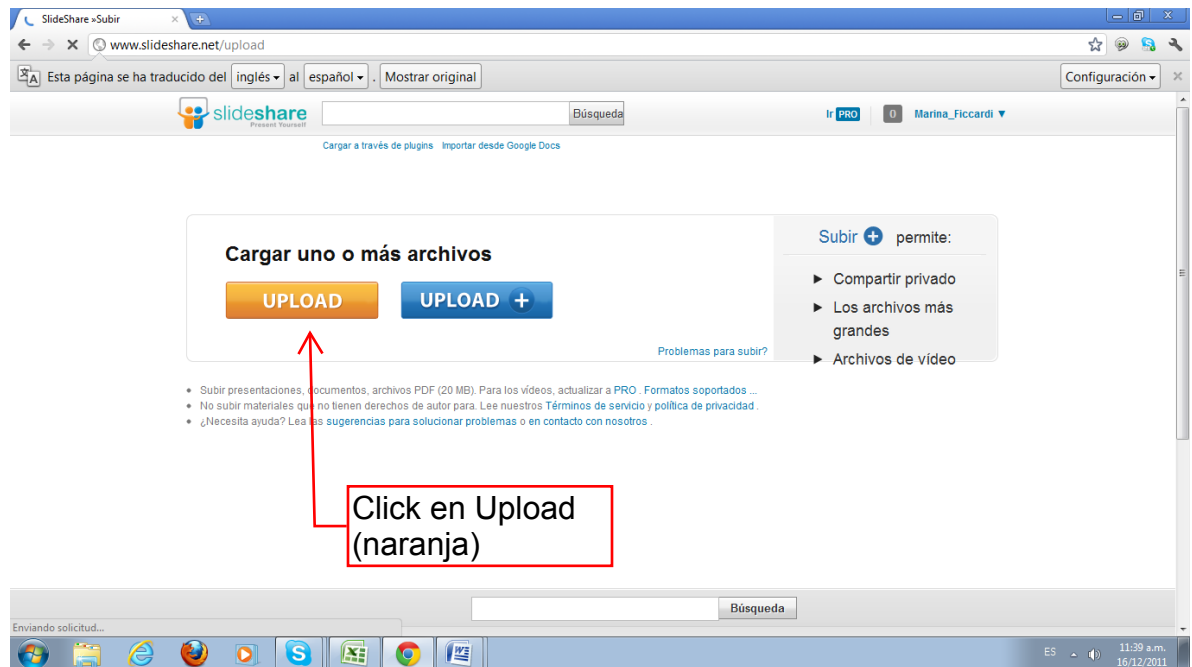 SlideShare »Subir
www.slideshare.net/upload
Esta página se ha traducido del inglés al español . Mostrar original Configuración
slideshare Búsqueda Ir PRO 0 Marina_Ficcardi
Present Yourself
Cargar a través de plugins Importar desde Google Docs
Cargar uno o más archivos
UPLOAD UPLOAD +
Problemas para subir?
Subir + permite:
Compartir privado
Los archivos más
grandes
Archivos de vídeo
Subir presentaciones, documentos, archivos PDF (20 MB). Para los vídeos, actualizar a PRO . Formatos soportados ...
No subir materiales que no tienen derechos de autor para. Lee nuestros Términos de servicio y política de privacidad .
¿Necesita ayuda? Lea las sugerencias para solucionar problemas o en contacto con nosotros .
Click en Upload
(naranja)
Búsqueda
Enviando solicitud...
ES 11:39 a.m.
16/12/2011